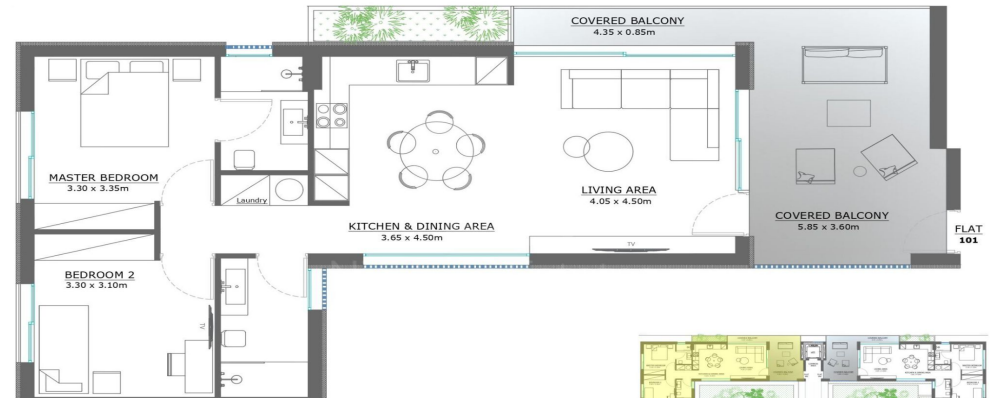 COVERED BALCONY
4.35 x 0.85m
MASTER BEDROOM
3.30 x 3.35m
Laundry
LIVING AREA
4.05 x 4.50m
KITCHEN & DINING AREA
3.65 x 4.50m
TV
COVERED BALCONY
5.85 x 3.60m
FLAT
101
BEDROOM 2
3.30 x 3.10m
TV